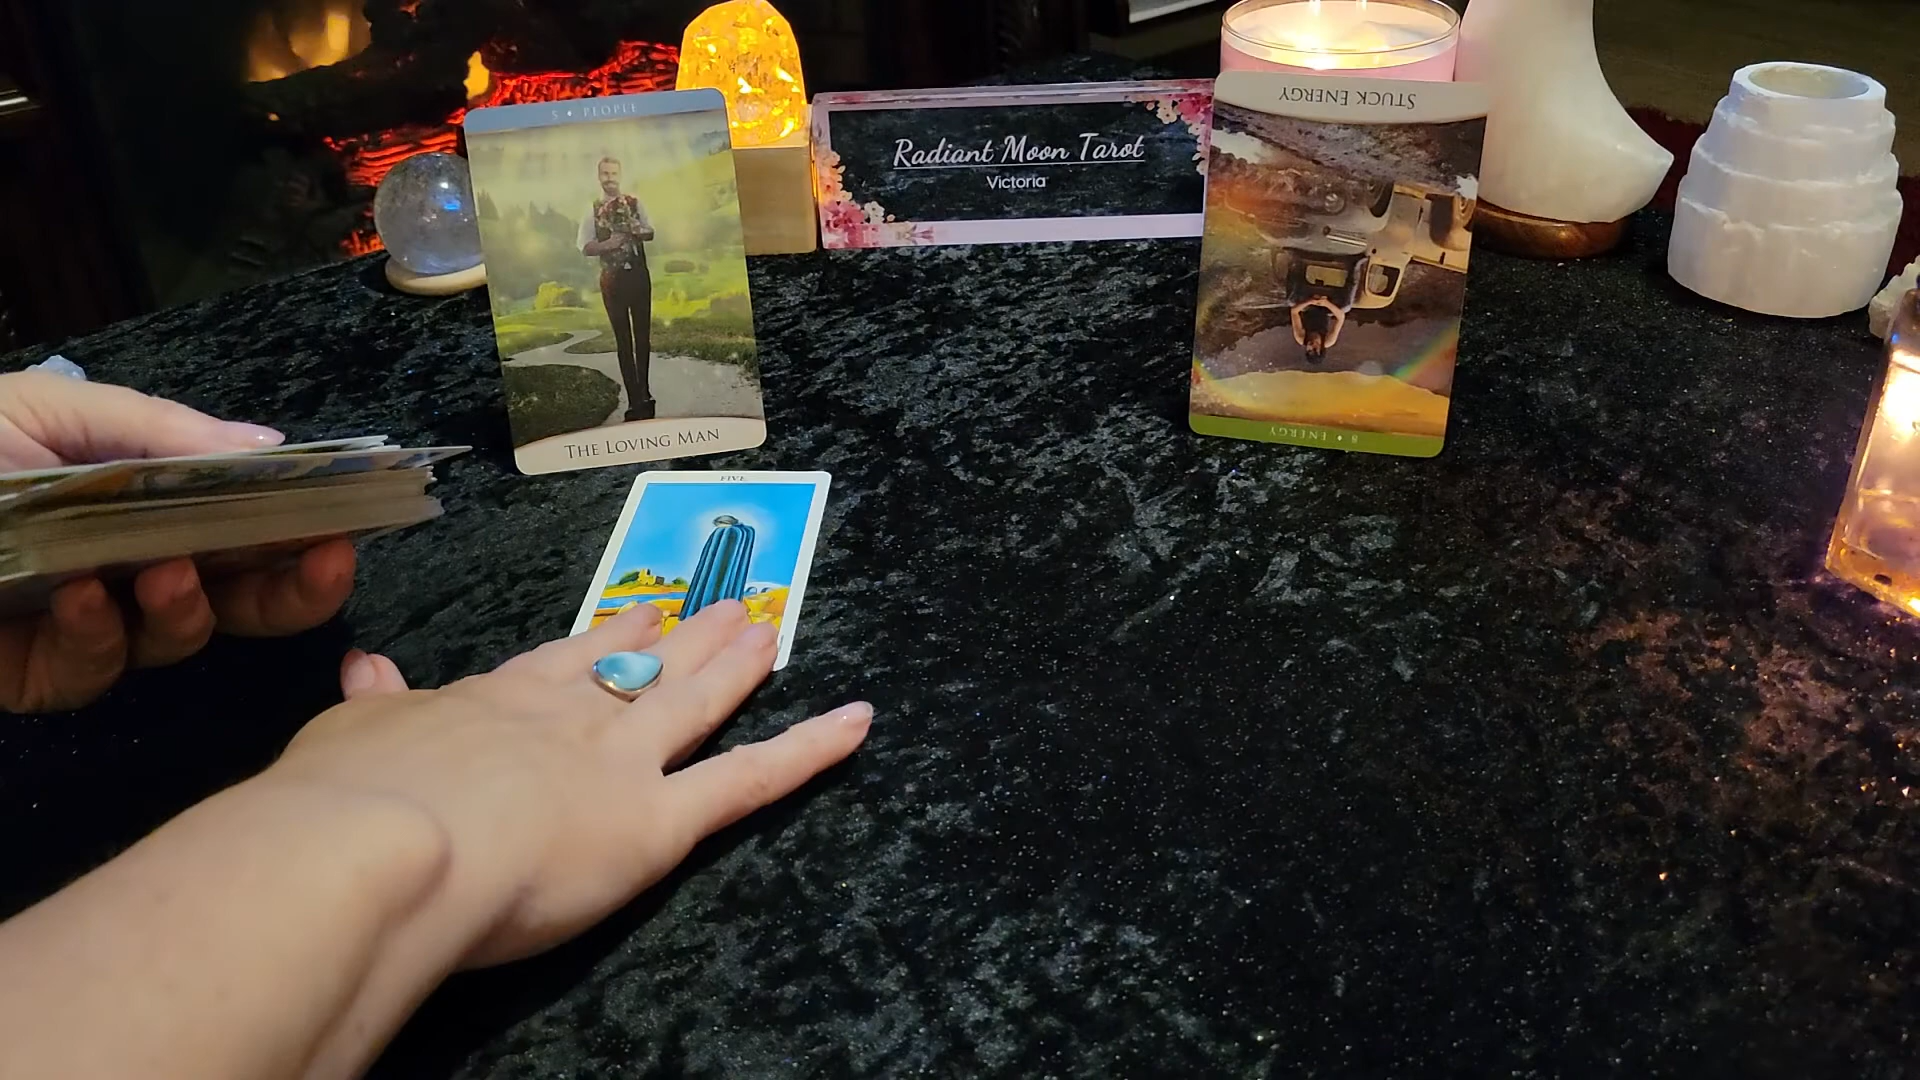 5 • PEOPLE
THE LOVING MAN
Radiant Moon Tarot
Victoria
STUCK ENERGY
8 • ENERGY
FIVE